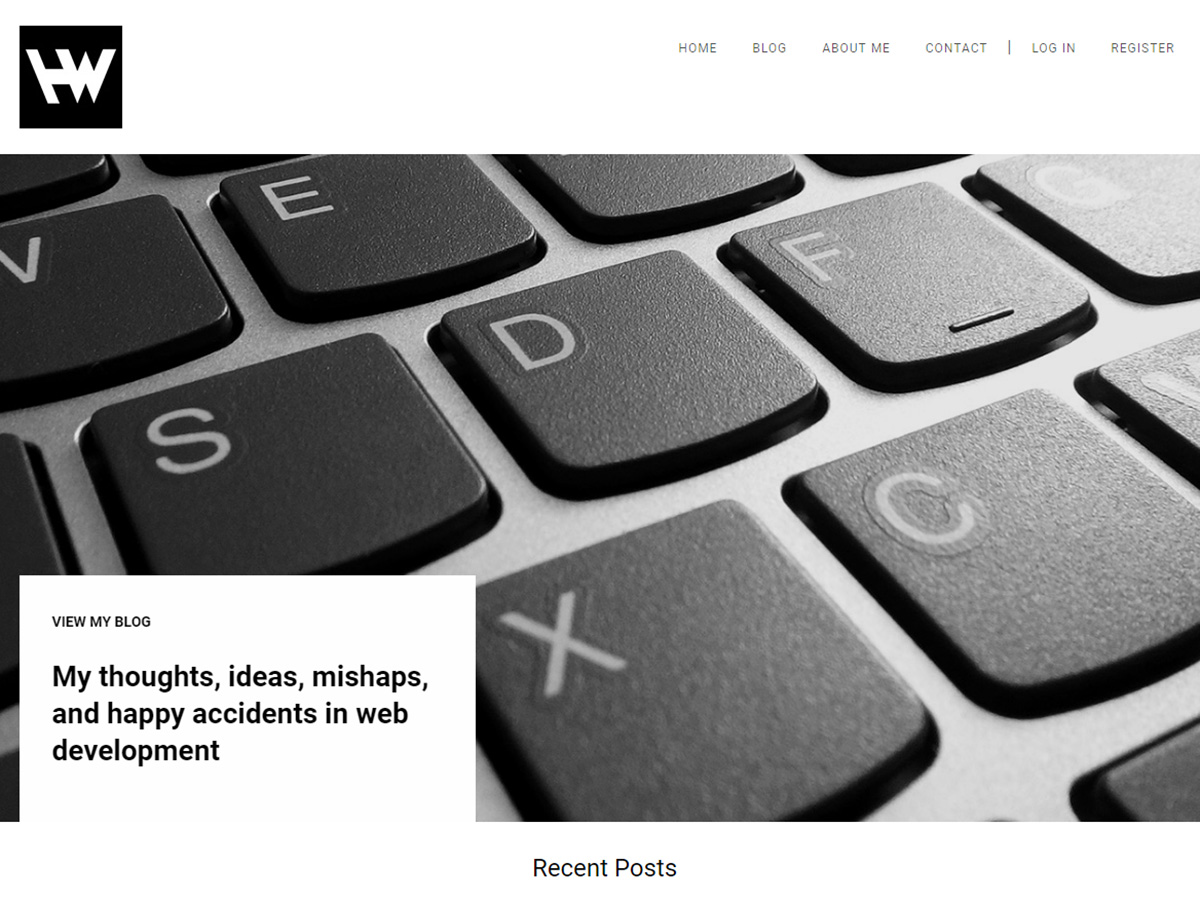 HW
HOME BLOG ABOUT ME CONTACT | LOG IN REGISTER
E
G
V
F
D
S
C
X
VIEW MY BLOG
My thoughts, ideas, mishaps,
and happy accidents in web
development
Recent Posts